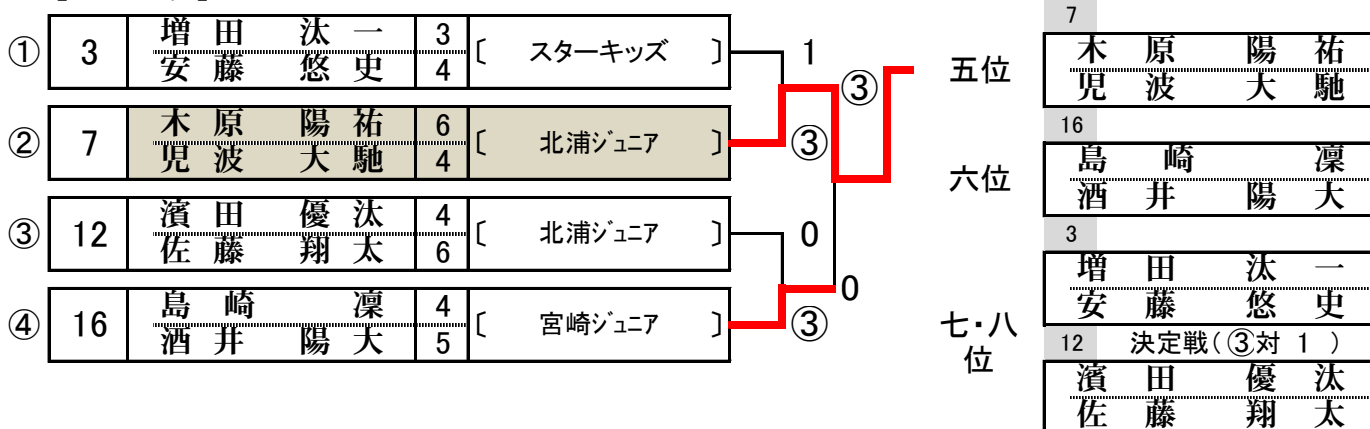 ① 3 増田 汰一 3 〔 スターキッズ 〕 1
安藤 悠史 4
② 7 木原 陽祐 6 〔 北浦ジュニア 〕 ③
児波 大馳 4
③
③ 12 濱田 優汰 4 〔 北浦ジュニア 〕 0
佐藤 翔太 6
0
④ 16 島崎 凜 4 〔 宮崎ジュニア 〕 ③
酒井 陽大 5
7
五位 木原 陽祐
児波 大馳
16
六位 島崎 凜
酒井 陽大
3
七・八位 増田 汰一
安藤 悠史
12 決定戦(③対 1 )
濱田 優汰
佐藤 翔太